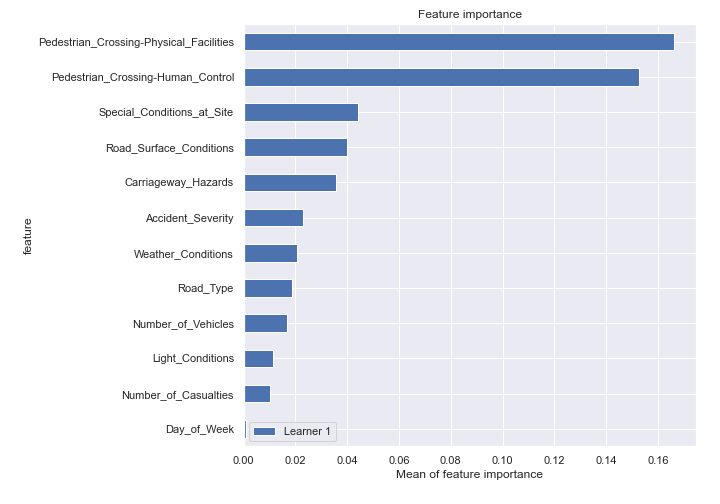 Feature importance
Pedestrian_Crossing-Physical_Facilities
Pedestrian_Crossing-Human_Control
Special_Conditions_at_Site
Road_Surface_Conditions
Carriageway_Hazards
Accident_Severity
Weather_Conditions
Road_Type
Number_of_Vehicles
Light_Conditions
Number_of_Casualties
Day_of_Week
feature
Learner 1
0.00 0.02 0.04 0.06 0.08 0.10 0.12 0.14 0.16
Mean of feature importance